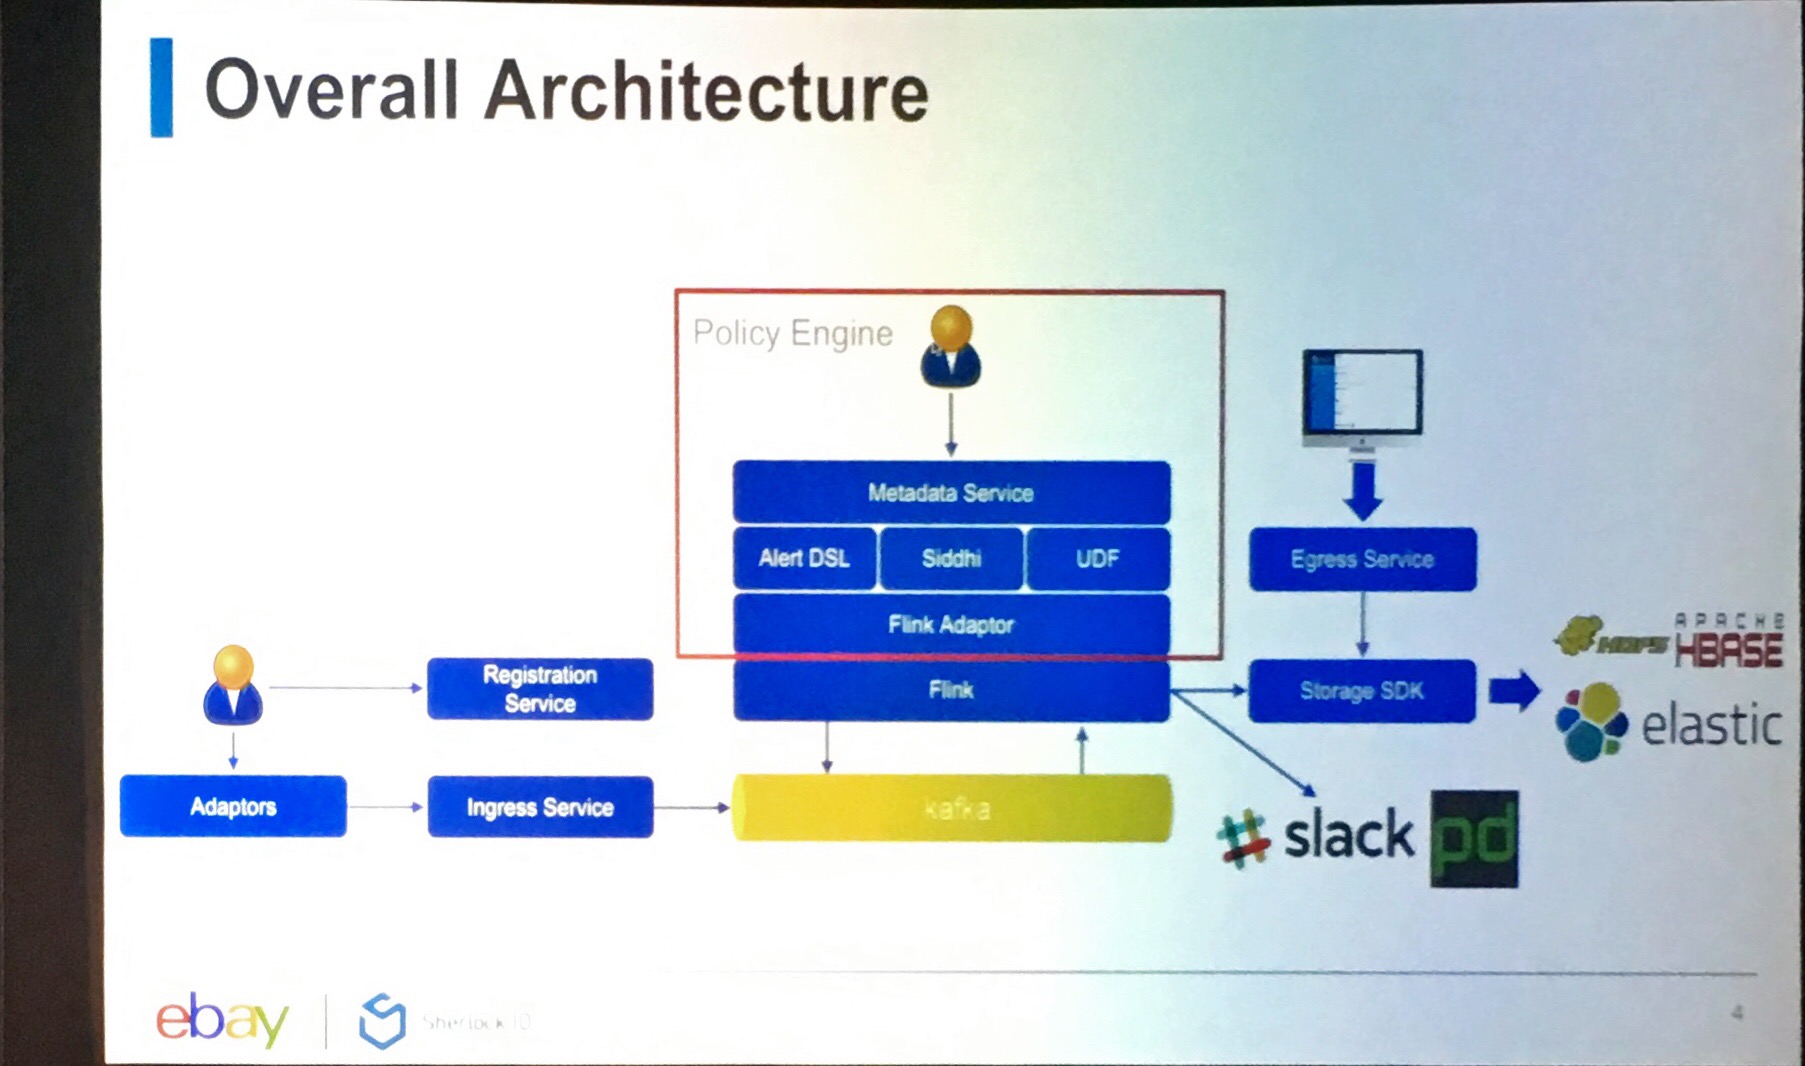 Overall Architecture
Policy Engine
Metadata Service
Alert DSL
Siddhi
UDF
Flink Adaptor
Flink
Registration
Service
Adaptors
Ingress Service
kafka
Egress Service
Storage SDK
HDFS
APACHE
HBASE
elastic
slack
pd
ebay
Sherlock.IO
4